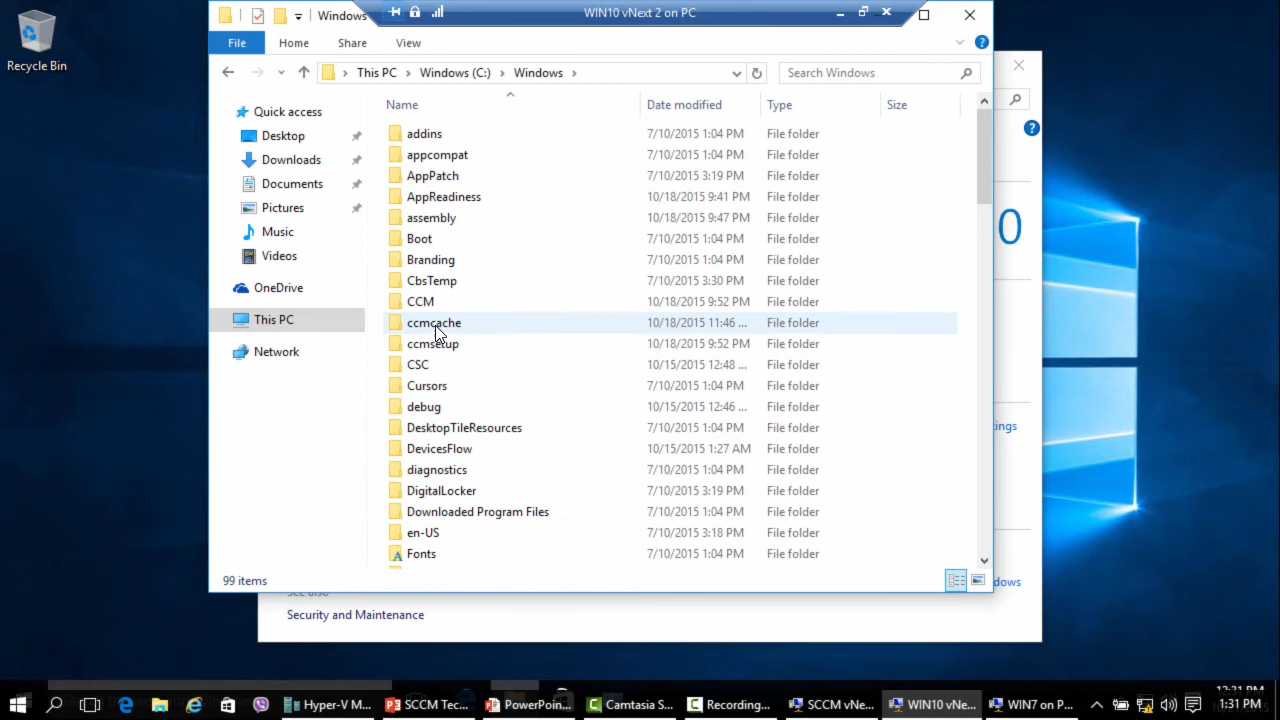 Recycle Bin
Windows
WIN10 vNext 2 on PC
File
Home
Share
View
This PC
Windows (C:)
Windows
Search Windows
Quick access
Desktop
Downloads
Documents
Pictures
Music
Videos
OneDrive
This PC
Network
Name Date modified Type Size
addins 7/10/2015 1:04 PM File folder
appcompat 7/10/2015 1:04 PM File folder
AppPatch 7/10/2015 3:19 PM File folder
AppReadiness 10/18/2015 9:41 PM File folder
assembly 10/18/2015 9:47 PM File folder
Boot 7/10/2015 1:04 PM File folder
Branding 7/10/2015 1:04 PM File folder
CbsTemp 7/10/2015 3:30 PM File folder
CCM 10/18/2015 9:52 PM File folder
ccmcache 10/18/2015 11:46 ... File folder
ccmsetup 10/18/2015 9:52 PM File folder
CSC 10/15/2015 12:48 ... File folder
Cursors 7/10/2015 1:04 PM File folder
debug 10/15/2015 12:46 ... File folder
DesktopTileResources 7/10/2015 1:04 PM File folder
DevicesFlow 10/15/2015 1:27 AM File folder
diagnostics 7/10/2015 1:04 PM File folder
DigitalLocker 7/10/2015 3:19 PM File folder
Downloaded Program Files 7/10/2015 1:04 PM File folder
en-US 7/10/2015 3:18 PM File folder
Fonts 7/10/2015 1:04 PM File folder
99 items
0
ings
dows
See also
Security and Maintenance
12:31 PM
Hyper-V M...
SCCM Tec...
PowerPoin...
Camtasia S...
Recording...
SCCM vNe...
WIN10 vNe...
WIN7 on P...
1:31 PM